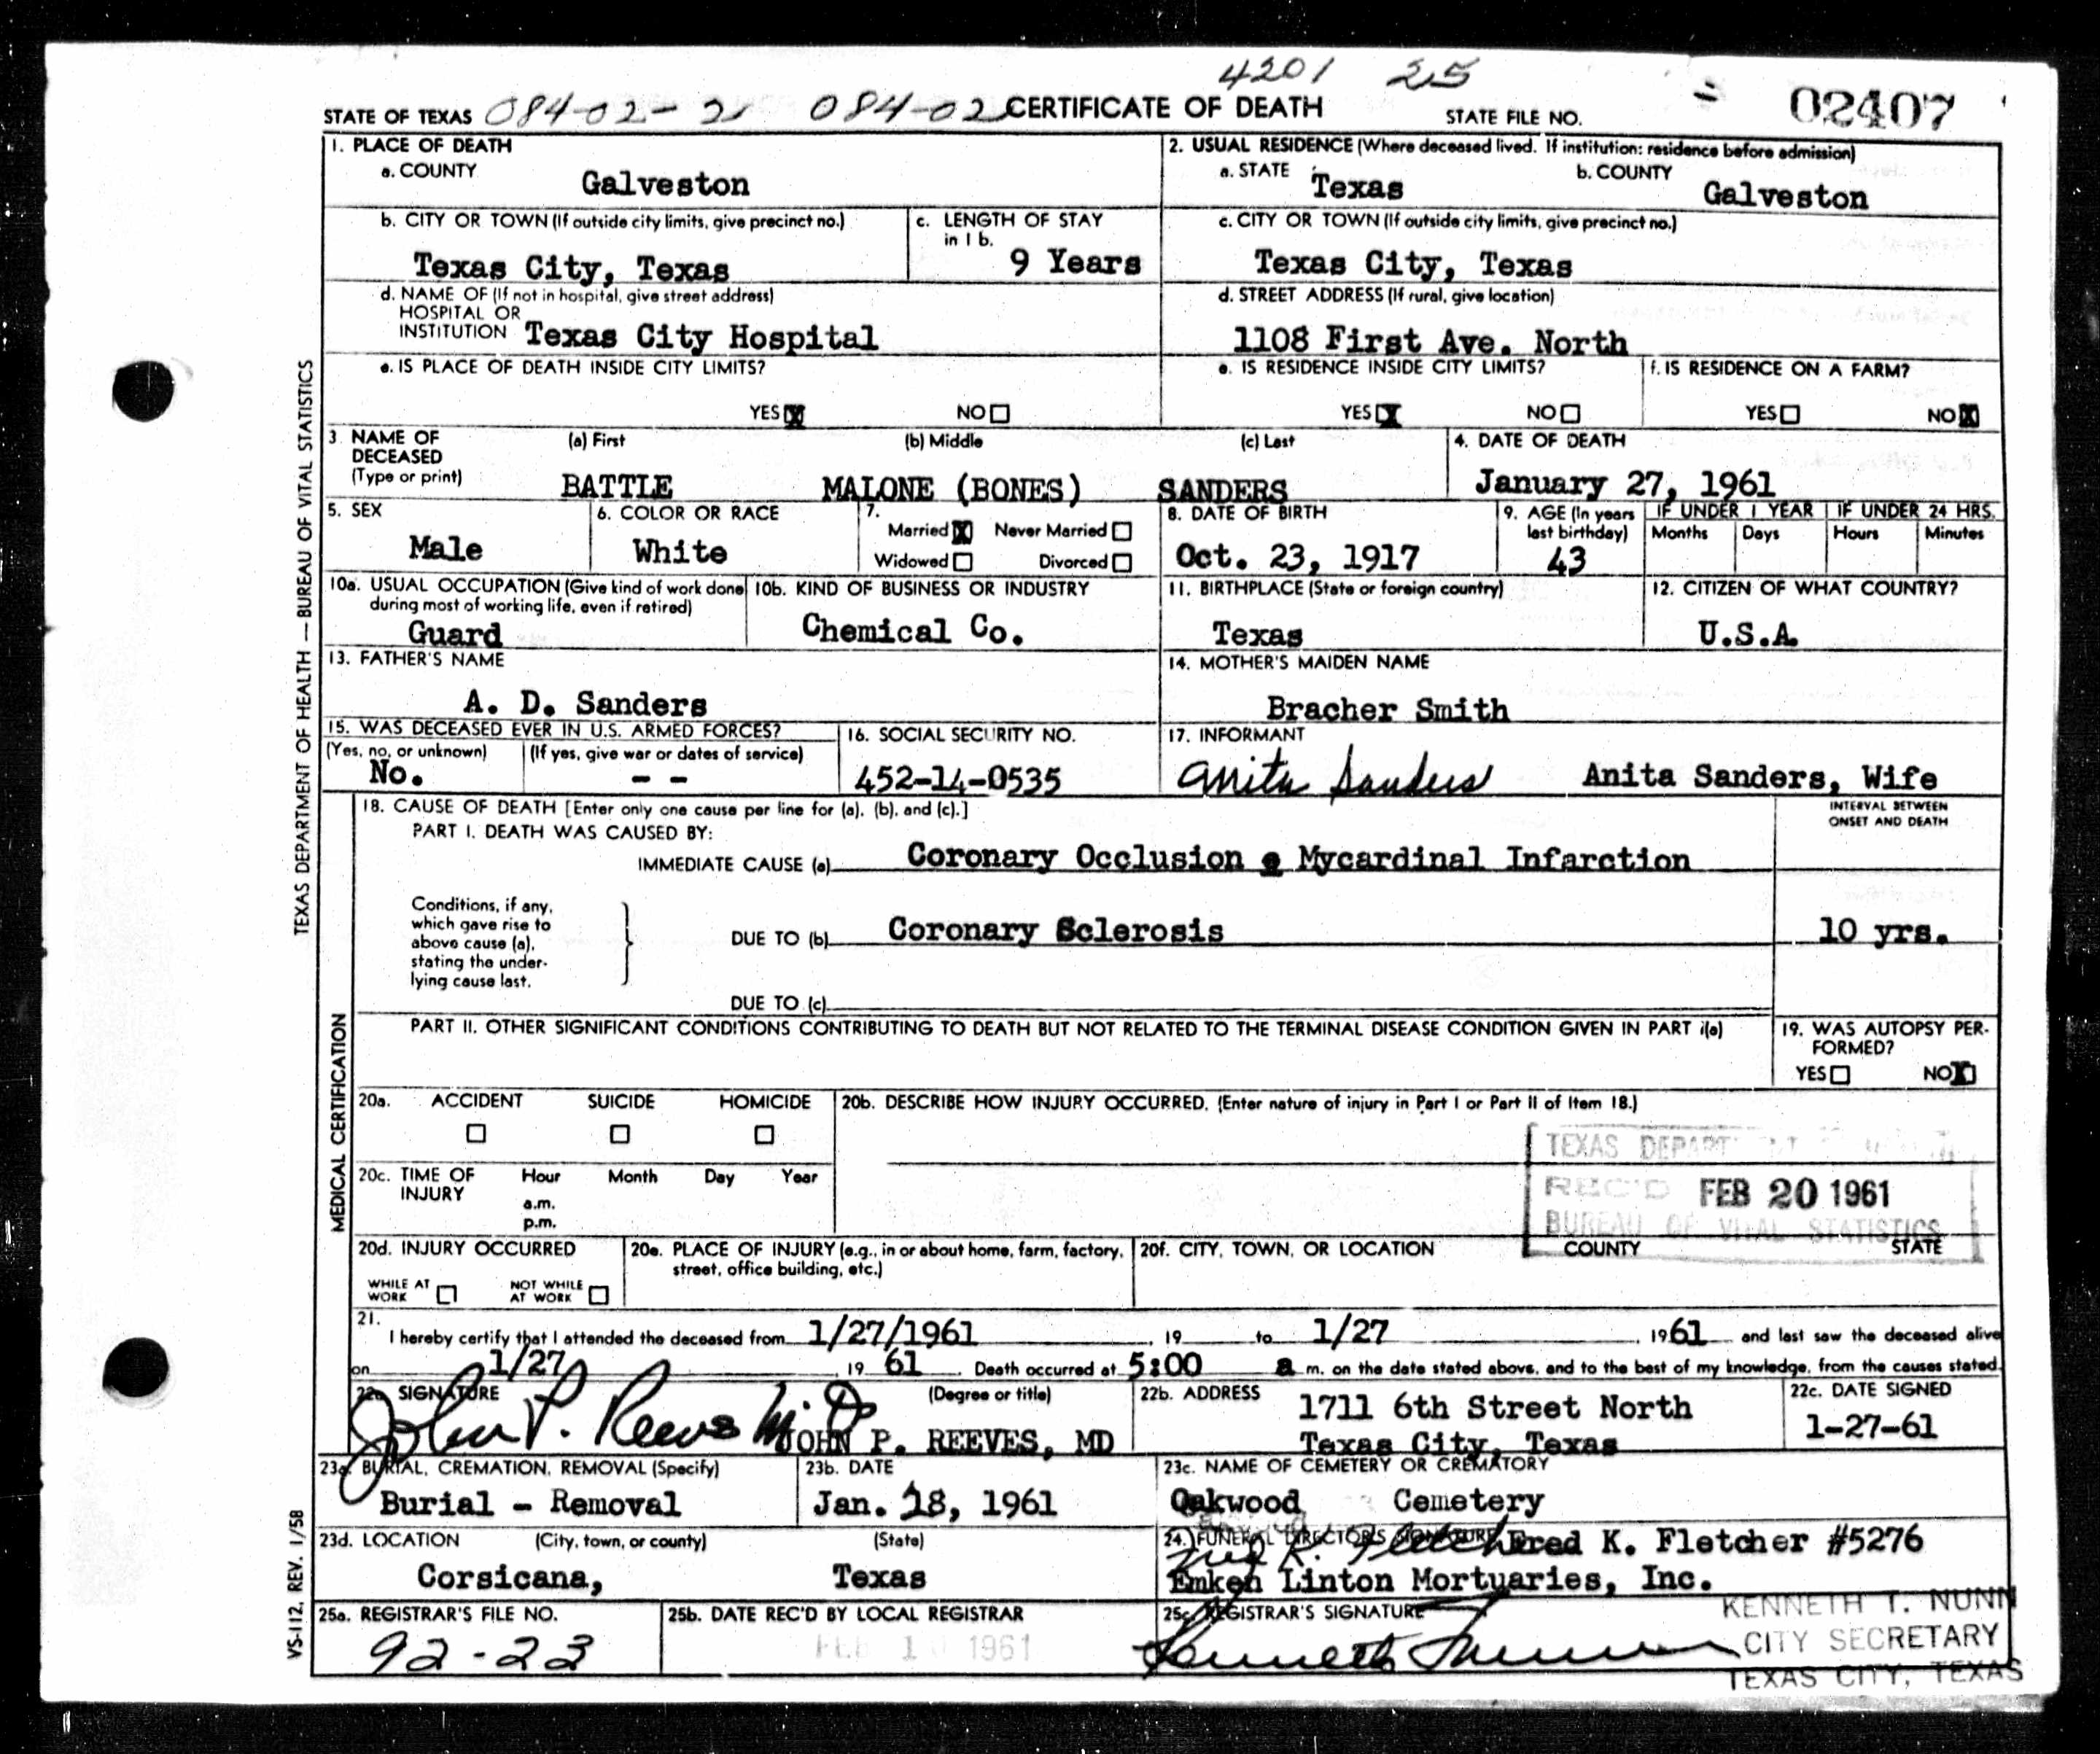 4201 25
STATE OF TEXAS 084-02-2 084-02 CERTIFICATE OF DEATH STATE FILE NO. 02407
1. PLACE OF DEATH
a. COUNTY Galveston
2. USUAL RESIDENCE (Where deceased lived. If institution: residence before admission)
a. STATE Texas b. COUNTY Galveston
b. CITY OR TOWN (If outside city limits, give precinct no.) Texas City, Texas
c. LENGTH OF STAY in 1 b. 9 Years
c. CITY OR TOWN (If outside city limits, give precinct no.) Texas City, Texas
d. NAME OF (If not in hospital, give street address)
HOSPITAL OR
INSTITUTION Texas City Hospital
d. STREET ADDRESS (If rural, give location)
1108 First Ave. North
e. IS PLACE OF DEATH INSIDE CITY LIMITS?
YES X NO
e. IS RESIDENCE INSIDE CITY LIMITS?
YES X NO
f. IS RESIDENCE ON A FARM?
YES NO X
3 NAME OF DECEASED (Type or print)
(a) First BATTLE
(b) Middle MALONE (BONES)
(c) Last SANDERS
4. DATE OF DEATH
January 27, 1961
5. SEX
Male
6. COLOR OR RACE
White
7. Married X Never Married
Widowed Divorced
8. DATE OF BIRTH
Oct. 23, 1917
9. AGE (In years last birthday) 43
IF UNDER 1 YEAR Months Days
IF UNDER 24 HRS. Hours Minutes
10a. USUAL OCCUPATION (Give kind of work done during most of working life, even if retired)
Guard
10b. KIND OF BUSINESS OR INDUSTRY
Chemical Co.
11. BIRTHPLACE (State or foreign country)
Texas
12. CITIZEN OF WHAT COUNTRY?
U.S.A.
13. FATHER'S NAME
A. D. Sanders
14. MOTHER'S MAIDEN NAME
Bracher Smith
15. WAS DECEASED EVER IN U.S. ARMED FORCES?
(Yes, no, or unknown) (If yes, give war or dates of service)
No. - -
16. SOCIAL SECURITY NO.
452-14-0535
17. INFORMANT
Anita Sanders Anita Sanders, Wife
18. CAUSE OF DEATH [Enter only one cause per line for (a), (b), and (c).]
PART I. DEATH WAS CAUSED BY:
INTERVAL BETWEEN ONSET AND DEATH
IMMEDIATE CAUSE (a) Coronary Occlusion Mycardinal Infarction
Conditions, if any, which gave rise to above cause (a), stating the underlying cause last.
DUE TO (b) Coronary Sclerosis 10 yrs.
DUE TO (c)
PART II. OTHER SIGNIFICANT CONDITIONS CONTRIBUTING TO DEATH BUT NOT RELATED TO THE TERMINAL DISEASE CONDITION GIVEN IN PART I(a)
19. WAS AUTOPSY PERFORMED?
YES NO X
20a. ACCIDENT SUICIDE HOMICIDE
20b. DESCRIBE HOW INJURY OCCURRED. (Enter nature of injury in Part I or Part II of Item 18.)
TEXAS
REC'D FEB 20 1961
BUREAU OF VITAL STATISTICS
20c. TIME OF INJURY Hour Month Day Year
a.m.
p.m.
20d. INJURY OCCURRED
WHILE AT WORK NOT WHILE AT WORK
20e. PLACE OF INJURY (e.g., in or about home, farm, factory, street, office building, etc.)
20f. CITY, TOWN, OR LOCATION COUNTY STATE
21. I hereby certify that I attended the deceased from 1/27/1961, 19 to 1/27, 1961 and last saw the deceased alive
on 1/27, 19 61. Death occurred at 5:00 a m. on the date stated above, and to the best of my knowledge, from the causes stated.
22a. SIGNATURE (Degree or title)
John P. Reeves M.D JOHN P. REEVES, MD
22b. ADDRESS 1711 6th Street North
Texas City, Texas
22c. DATE SIGNED
1-27-61
23a. BURIAL, CREMATION, REMOVAL (Specify)
Burial - Removal
23b. DATE
Jan. 18, 1961
23c. NAME OF CEMETERY OR CREMATORY
Oakwood Cemetery
23d. LOCATION (City, town, or county) (State)
Corsicana, Texas
24. FUNERAL DIRECTOR'S SIGNATURE Fred K. Fletcher #5276
Emken Linton Mortuaries, Inc.
25a. REGISTRAR'S FILE NO.
92-23
25b. DATE REC'D BY LOCAL REGISTRAR
1961
25c. REGISTRAR'S SIGNATURE
KENNETH T. NUNN
CITY SECRETARY
TEXAS CITY, TEXAS
TEXAS DEPARTMENT OF HEALTH — BUREAU OF VITAL STATISTICS
MEDICAL CERTIFICATION
VS-112, REV. 1/58